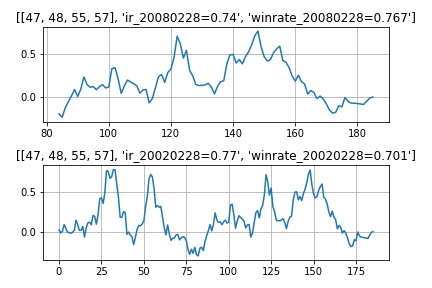 [[47, 48, 55, 57], 'ir_20080228=0.74', 'winrate_20080228=0.767']
0.5
0.0
80 100 120 140 160 180
[[47, 48, 55, 57], 'ir_20020228=0.77', 'winrate_20020228=0.701']
0.5
0.0
0 25 50 75 100 125 150 175